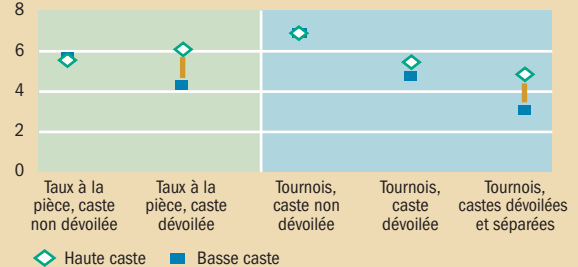 8
6
4
2
0
Taux à la
pièce, caste
non dévoilée
Taux à la
pièce, caste
dévoilée
Tournois,
caste non
dévoilée
Tournois,
caste
dévoilée
Tournois,
castes dévoilées
et séparées
Haute caste
Basse caste